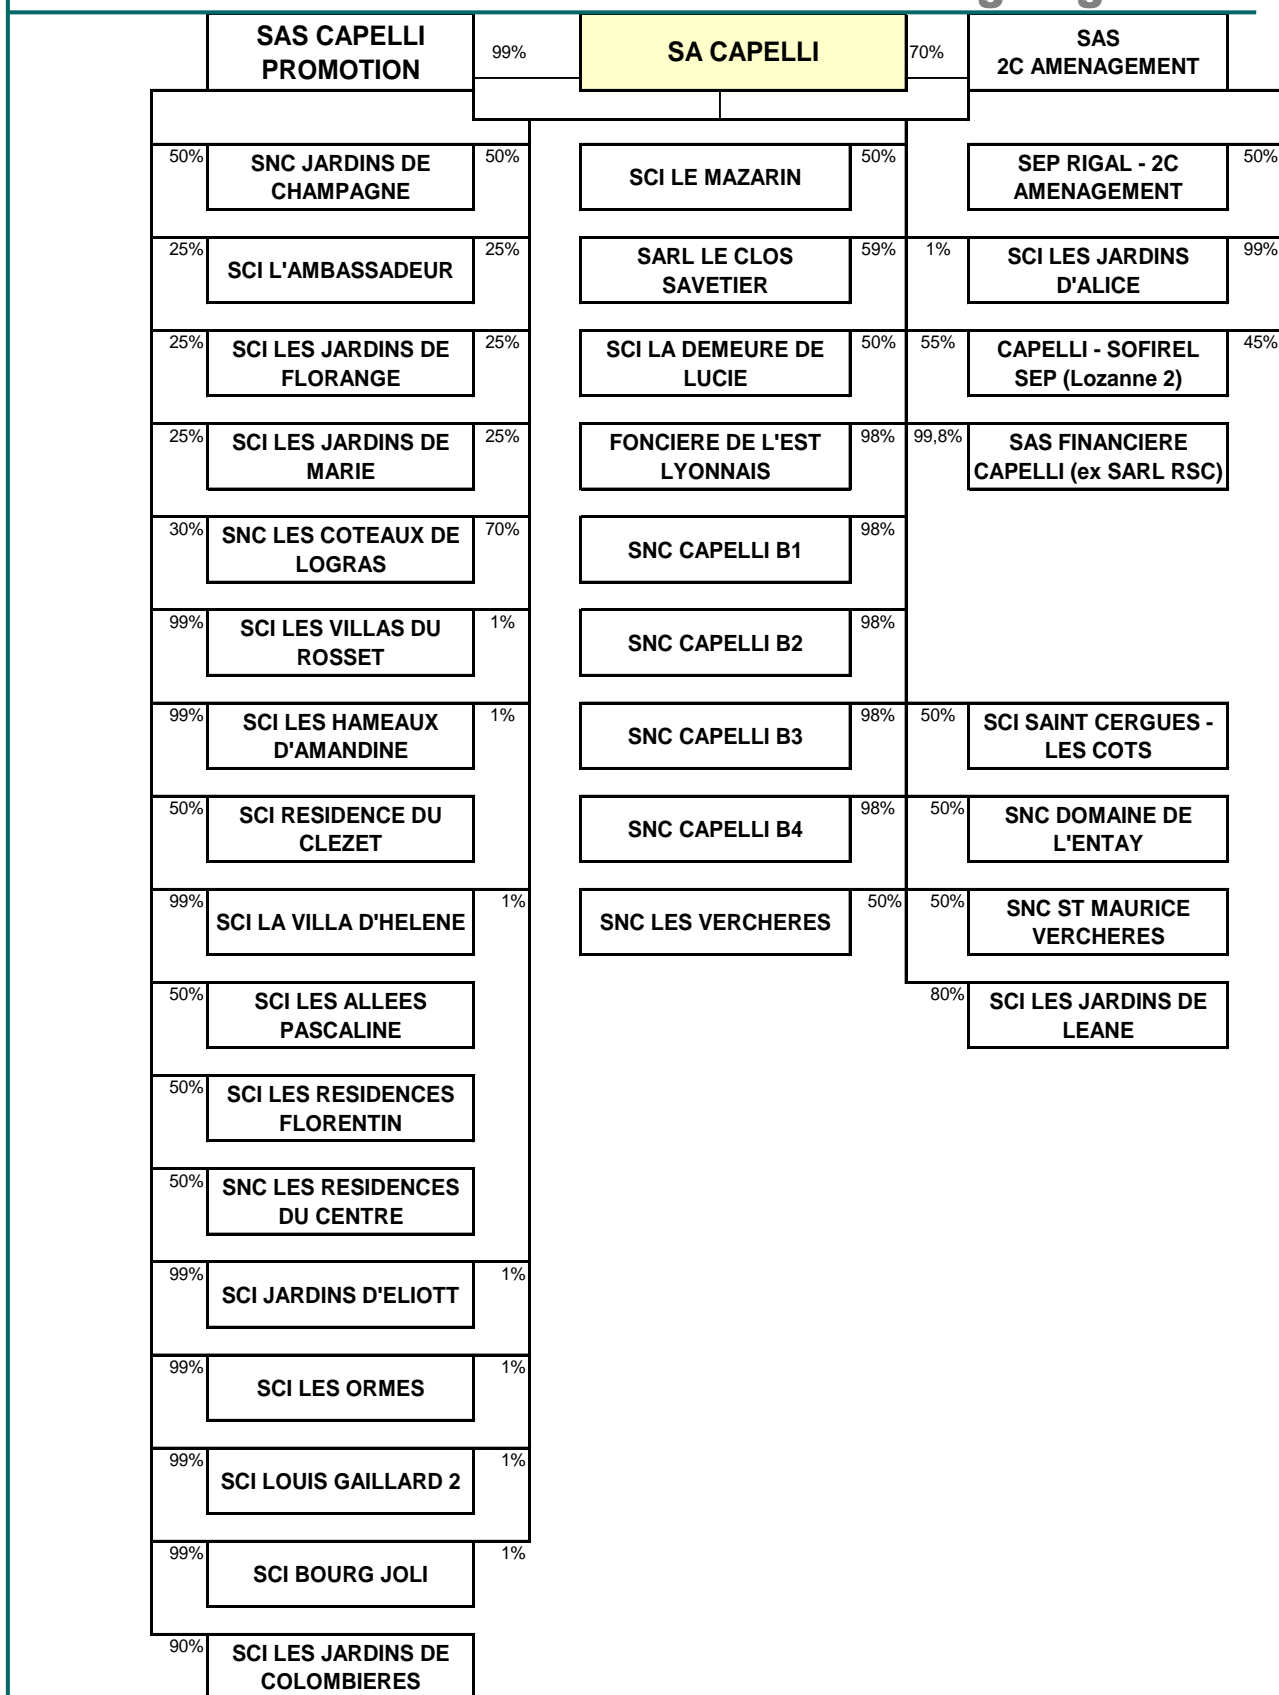 SAS CAPELLI
PROMOTION
99%
SA CAPELLI
70%
SAS
2C AMENAGEMENT
50%
SNC JARDINS DE
CHAMPAGNE
50%
SCI LE MAZARIN
50%
SEP RIGAL - 2C
AMENAGEMENT
50%
25%
SCI L'AMBASSADEUR
25%
SARL LE CLOS
SAVETIER
59%
1%
SCI LES JARDINS
D'ALICE
99%
25%
SCI LES JARDINS DE
FLORANGE
25%
SCI LA DEMEURE DE
LUCIE
50%
55%
CAPELLI - SOFIREL
SEP (Lozanne 2)
45%
25%
SCI LES JARDINS DE
MARIE
25%
FONCIERE DE L'EST
LYONNAIS
98%
99,8%
SAS FINANCIERE
CAPELLI (ex SARL RSC)
30%
SNC LES COTEAUX DE
LOGRAS
70%
SNC CAPELLI B1
98%
99%
SCI LES VILLAS DU
ROSSET
1%
SNC CAPELLI B2
98%
99%
SCI LES HAMEAUX
D'AMANDINE
1%
SNC CAPELLI B3
98%
50%
SCI SAINT CERGUES -
LES COTS
50%
SCI RESIDENCE DU
CLEZET
SNC CAPELLI B4
98%
50%
SNC DOMAINE DE
L'ENTAY
99%
SCI LA VILLA D'HELENE
1%
SNC LES VERCHERES
50%
50%
SNC ST MAURICE
VERCHERES
50%
SCI LES ALLEES
PASCALINE
80%
SCI LES JARDINS DE
LEANE
50%
SCI LES RESIDENCES
FLORENTIN
50%
SNC LES RESIDENCES
DU CENTRE
99%
SCI JARDINS D'ELIOTT
1%
99%
SCI LES ORMES
1%
99%
SCI LOUIS GAILLARD 2
1%
99%
SCI BOURG JOLI
1%
90%
SCI LES JARDINS DE
COLOMBIERES